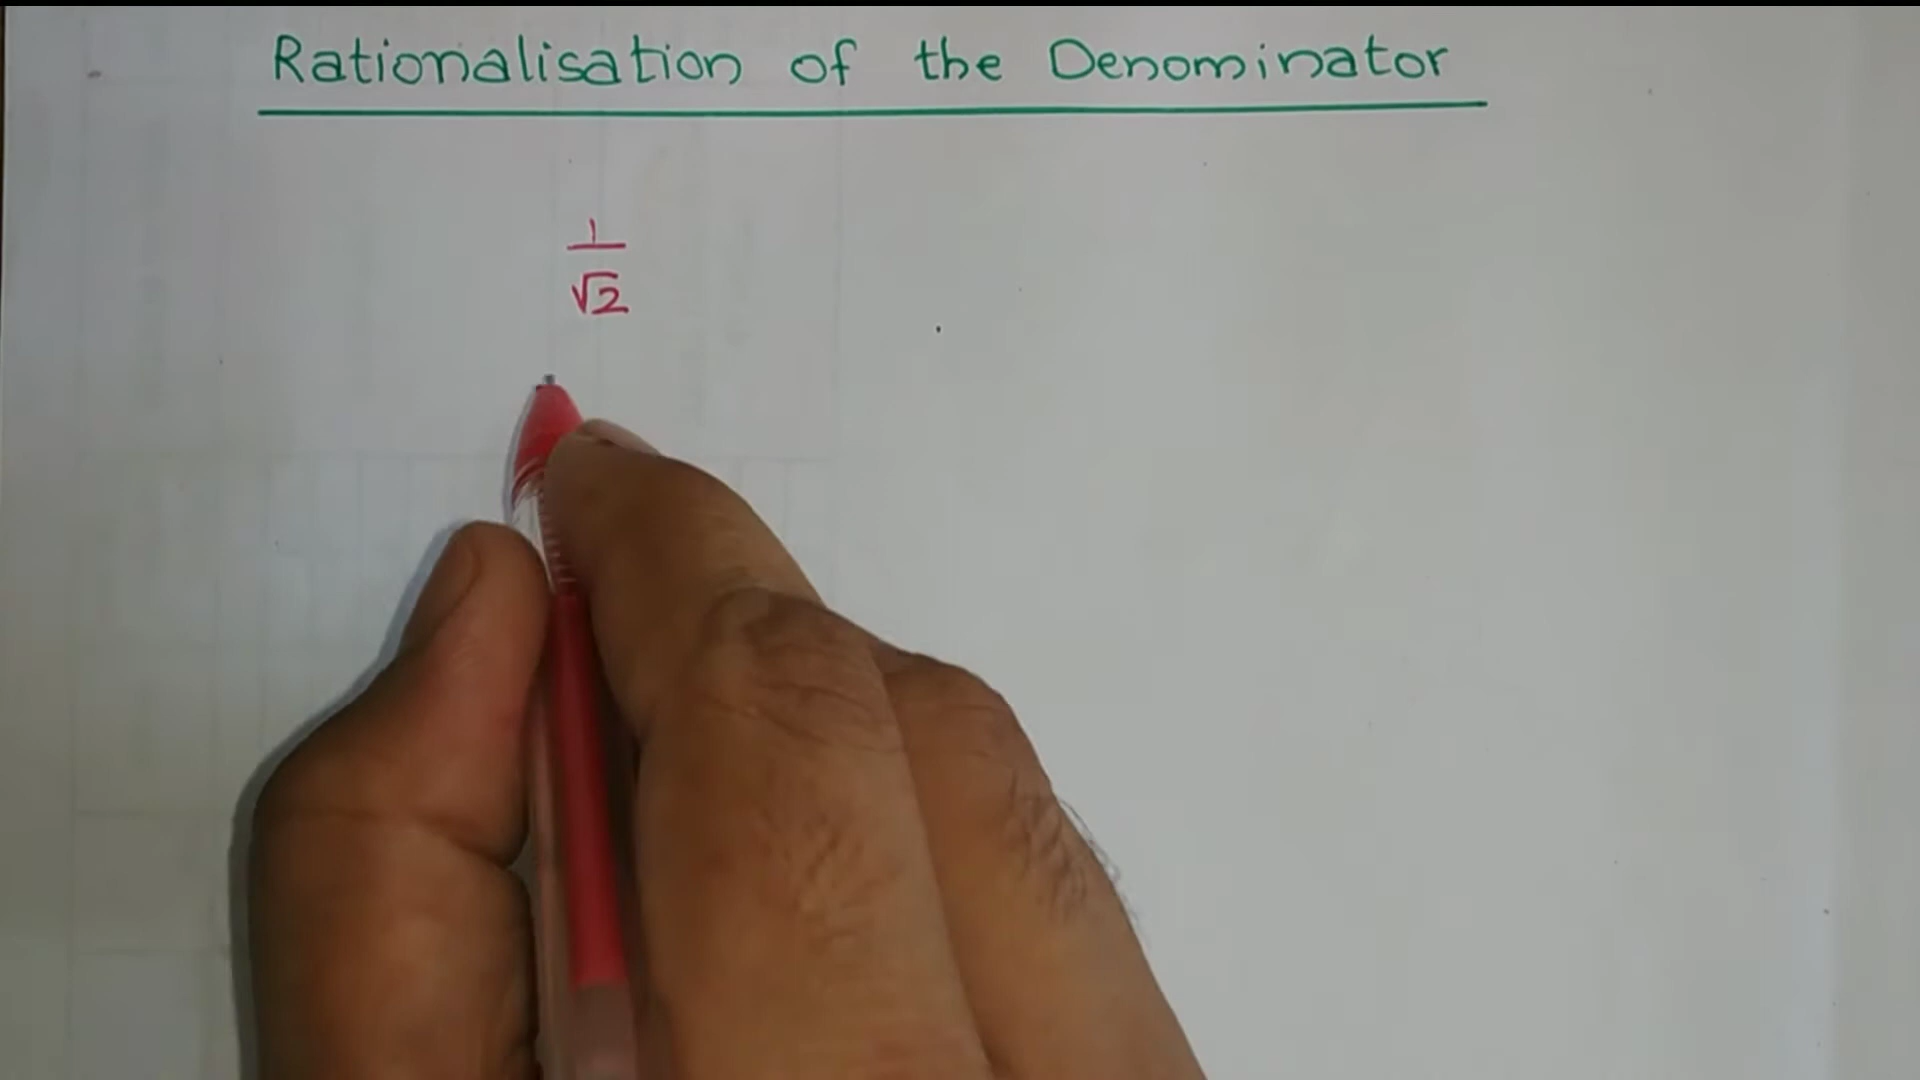 Rationalisation of the Denominator
1
√2